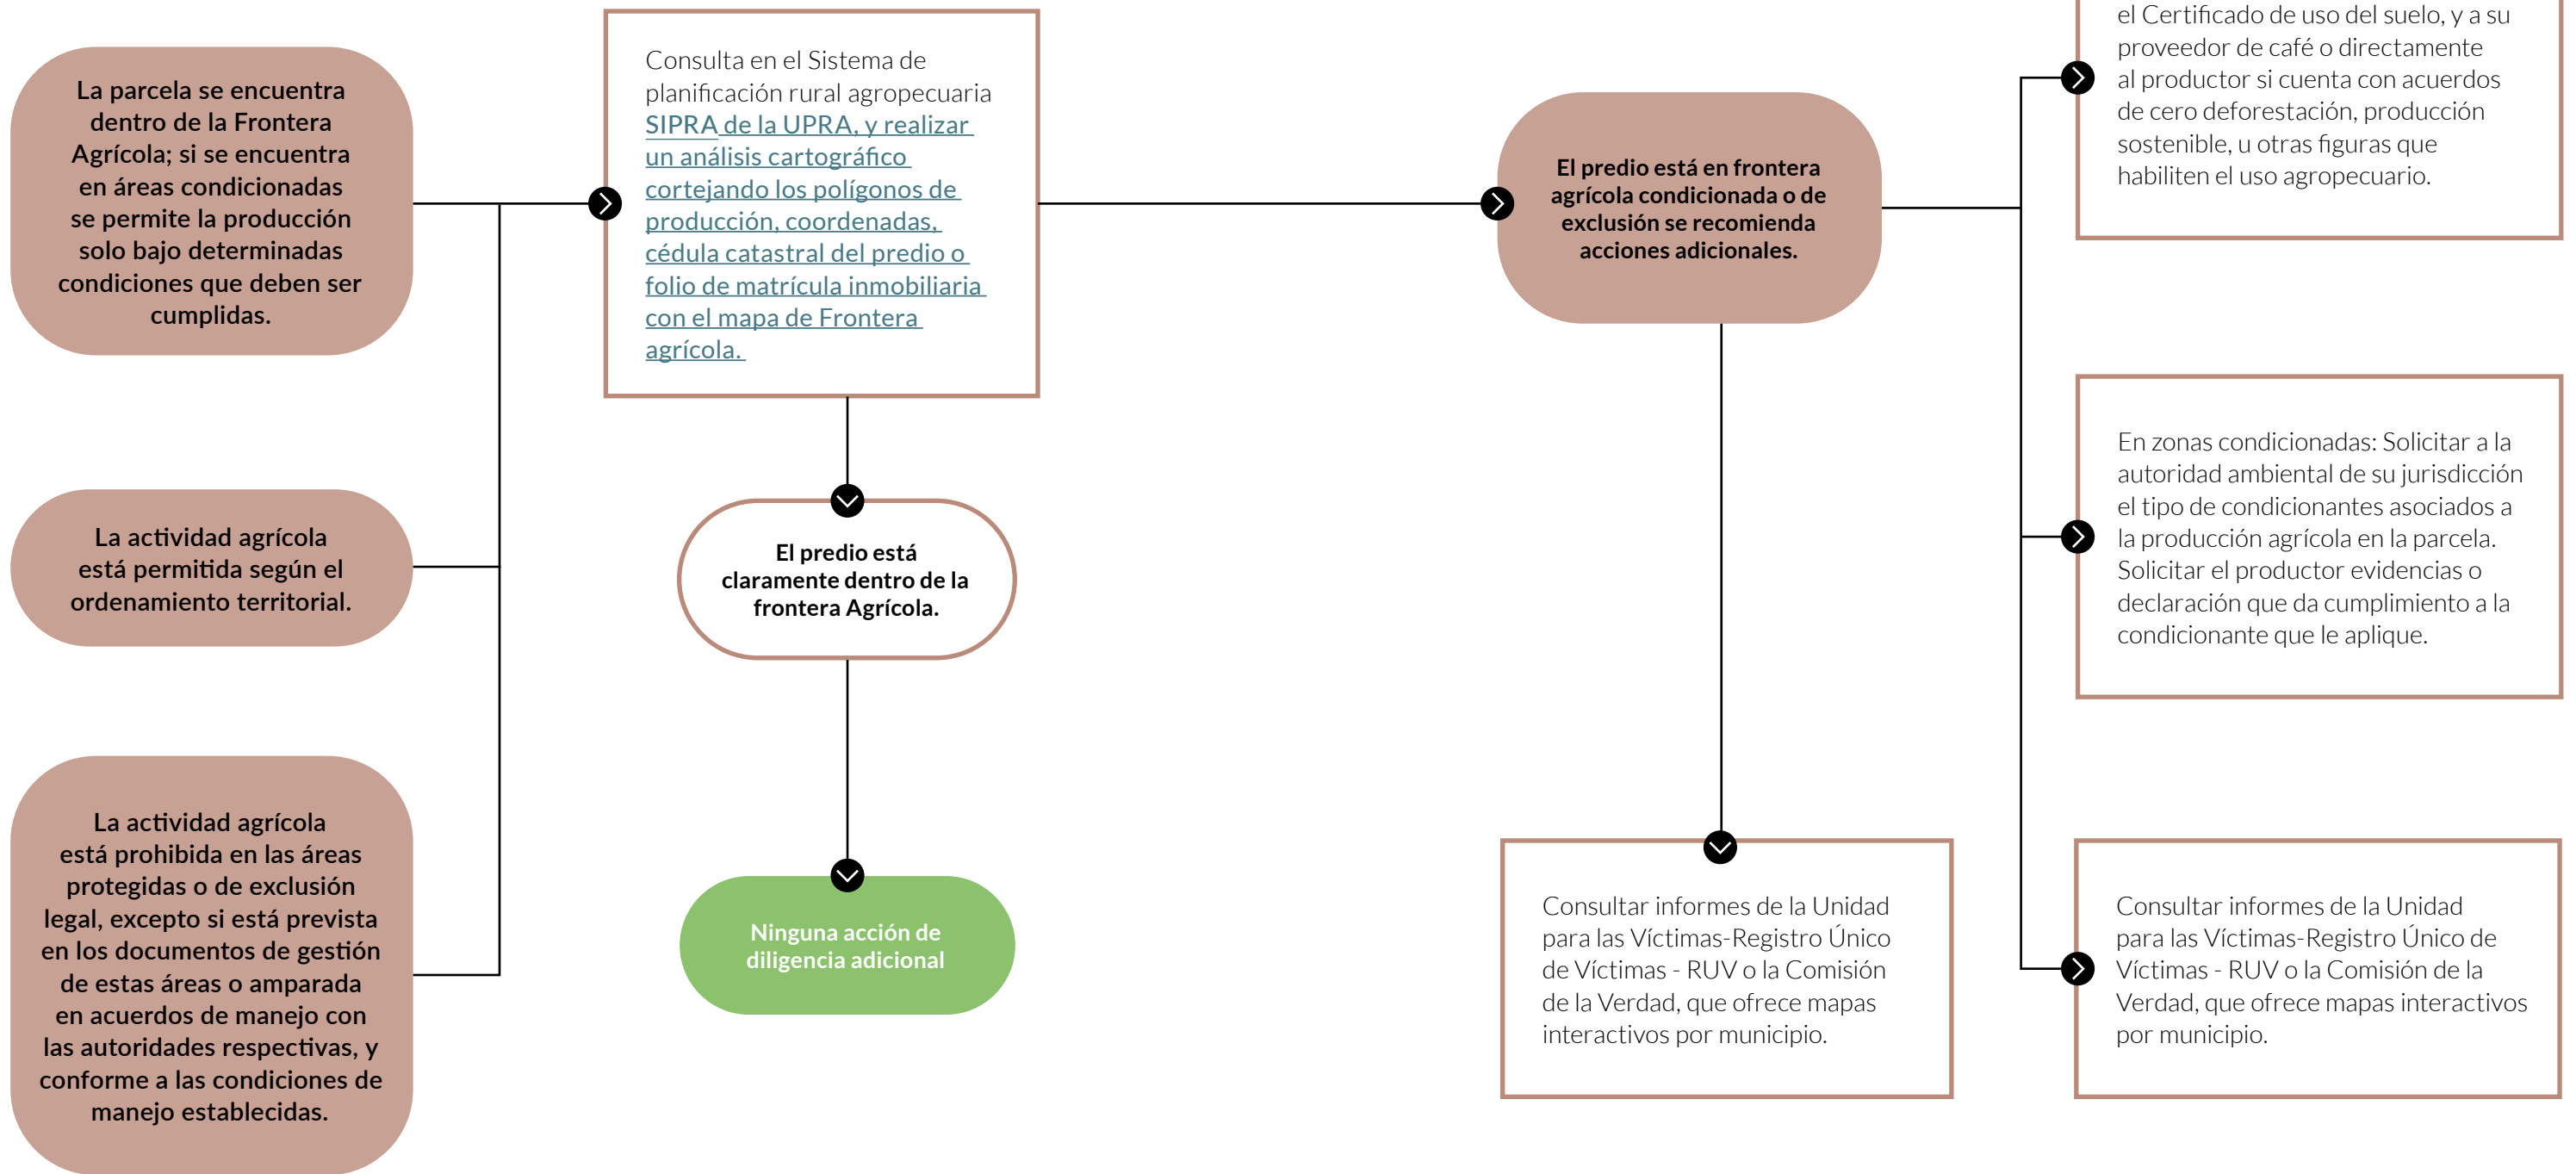 La parcela se encuentra
dentro de la Frontera
Agrícola; si se encuentra
en áreas condicionadas
se permite la producción
solo bajo determinadas
condiciones que deben ser
cumplidas.
La actividad agrícola
está permitida según el
ordenamiento territorial.
La actividad agrícola
está prohibida en las áreas
protegidas o de exclusión
legal, excepto si está prevista
en los documentos de gestión
de estas áreas o amparada
en acuerdos de manejo con
las autoridades respectivas, y
conforme a las condiciones de
manejo establecidas.
Consulta en el Sistema de
planificación rural agropecuaria
SIPRA de la UPRA, y realizar
un análisis cartográfico
cortejando los polígonos de
producción, coordenadas,
cédula catastral del predio o
folio de matrícula inmobiliaria
con el mapa de Frontera
agrícola.
El predio está
claramente dentro de la
frontera Agrícola.
Ninguna acción de
diligencia adicional
El predio está en frontera
agrícola condicionada o de
exclusión se recomienda
acciones adicionales.
Consultar informes de la Unidad
para las Víctimas-Registro Único
de Víctimas - RUV o la Comisión
de la Verdad, que ofrece mapas
interactivos por municipio.
el Certificado de uso del suelo, y a su
proveedor de café o directamente
al productor si cuenta con acuerdos
de cero deforestación, producción
sostenible, u otras figuras que
habiliten el uso agropecuario.
En zonas condicionadas: Solicitar a la
autoridad ambiental de su jurisdicción
el tipo de condicionantes asociados a
la producción agrícola en la parcela.
Solicitar el productor evidencias o
declaración que da cumplimiento a la
condicionante que le aplique.
Consultar informes de la Unidad
para las Víctimas-Registro Único de
Víctimas - RUV o la Comisión de la
Verdad, que ofrece mapas interactivos
por municipio.